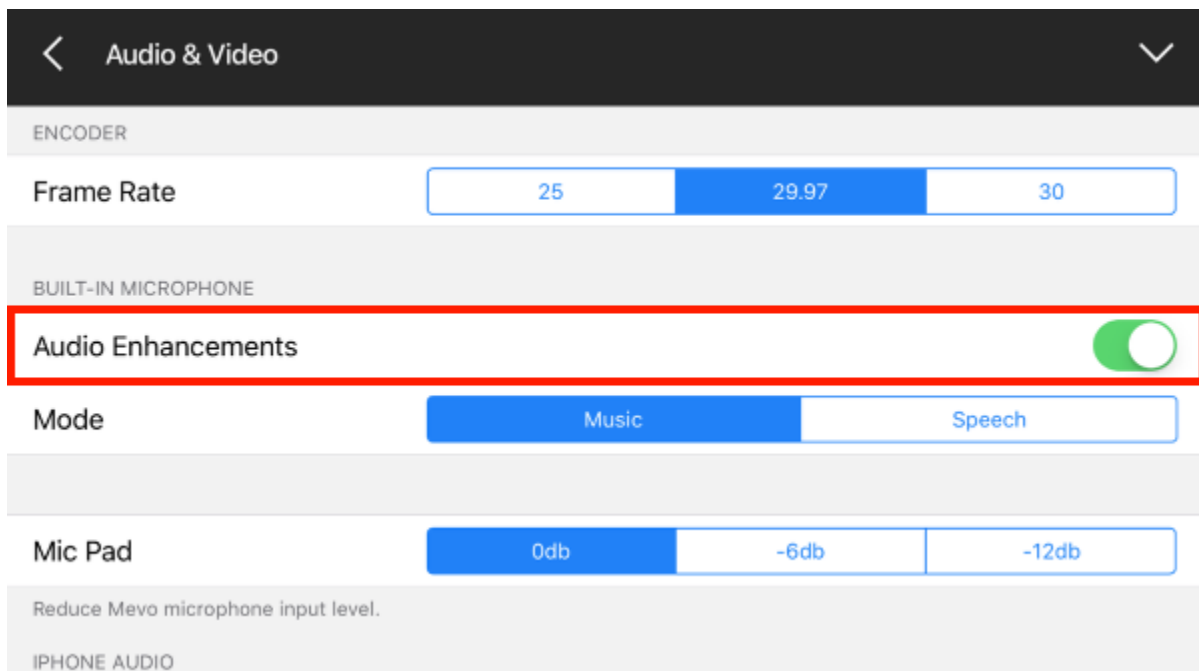 Audio & Video
ENCODER
Frame Rate 25 29.97 30
BUILT-IN MICROPHONE
Audio Enhancements
Mode Music Speech
Mic Pad 0db -6db -12db
Reduce Mevo microphone input level.
IPHONE AUDIO